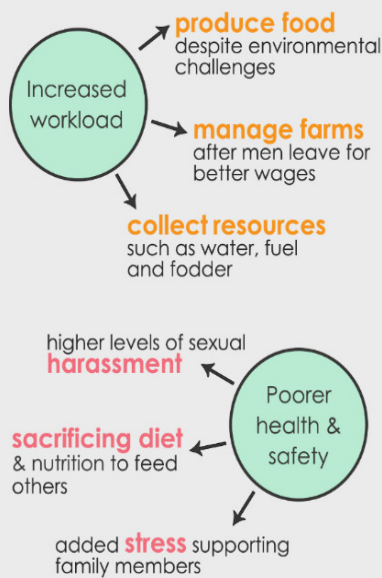 Increased
workload
produce food
despite environmental
challenges
manage farms
after men leave for
better wages
collect resources
such as water, fuel
and fodder
Poorer
health &
safety
higher levels of sexual
harassment
sacrificing diet
& nutrition to feed
others
added stress supporting
family members